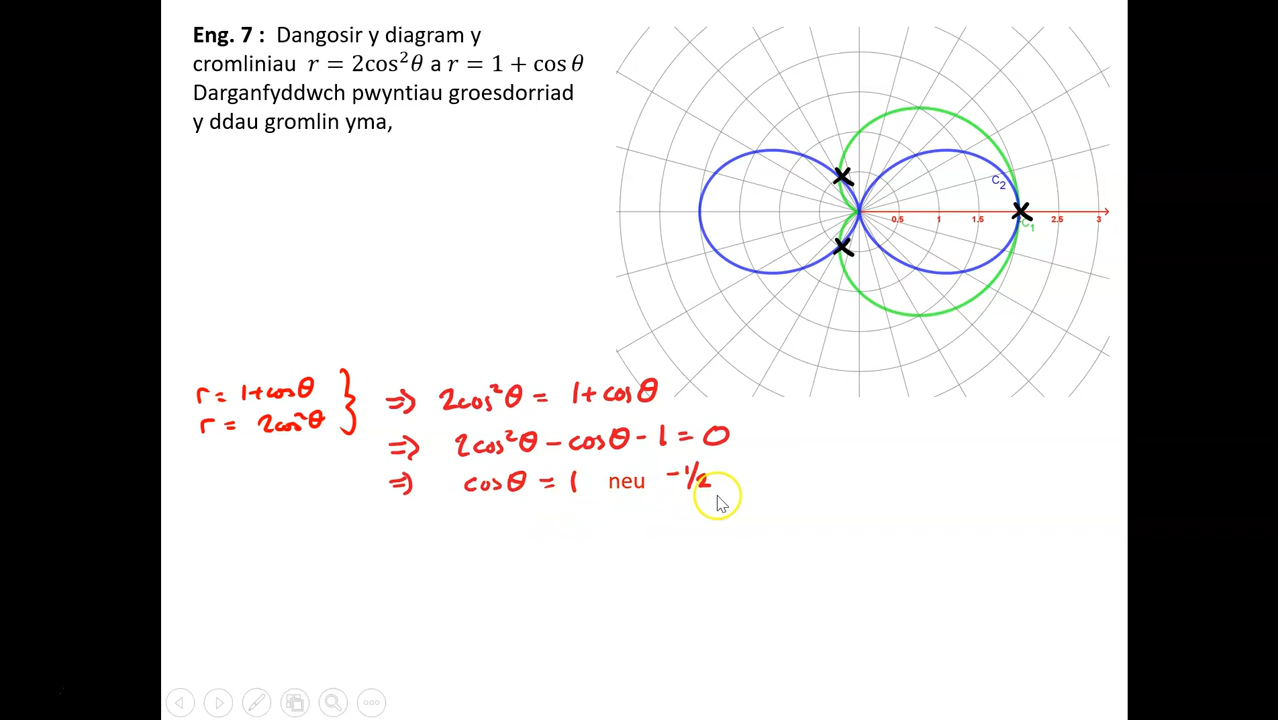 Eng. 7 : Dangosir y diagram y
cromliniau r = 2cos²θ a r = 1 + cos θ
Darganfyddwch pwyntiau groesdorriad
y ddau gromlin yma,
C₂
0.5 1 1.5 2.5 3
C₁
r = 1+cosθ
r = 2cos²θ
⇒ 2cos²θ = 1+cosθ
⇒ 2cos²θ − cosθ − 1 = 0
⇒ cosθ = 1 neu −1/2